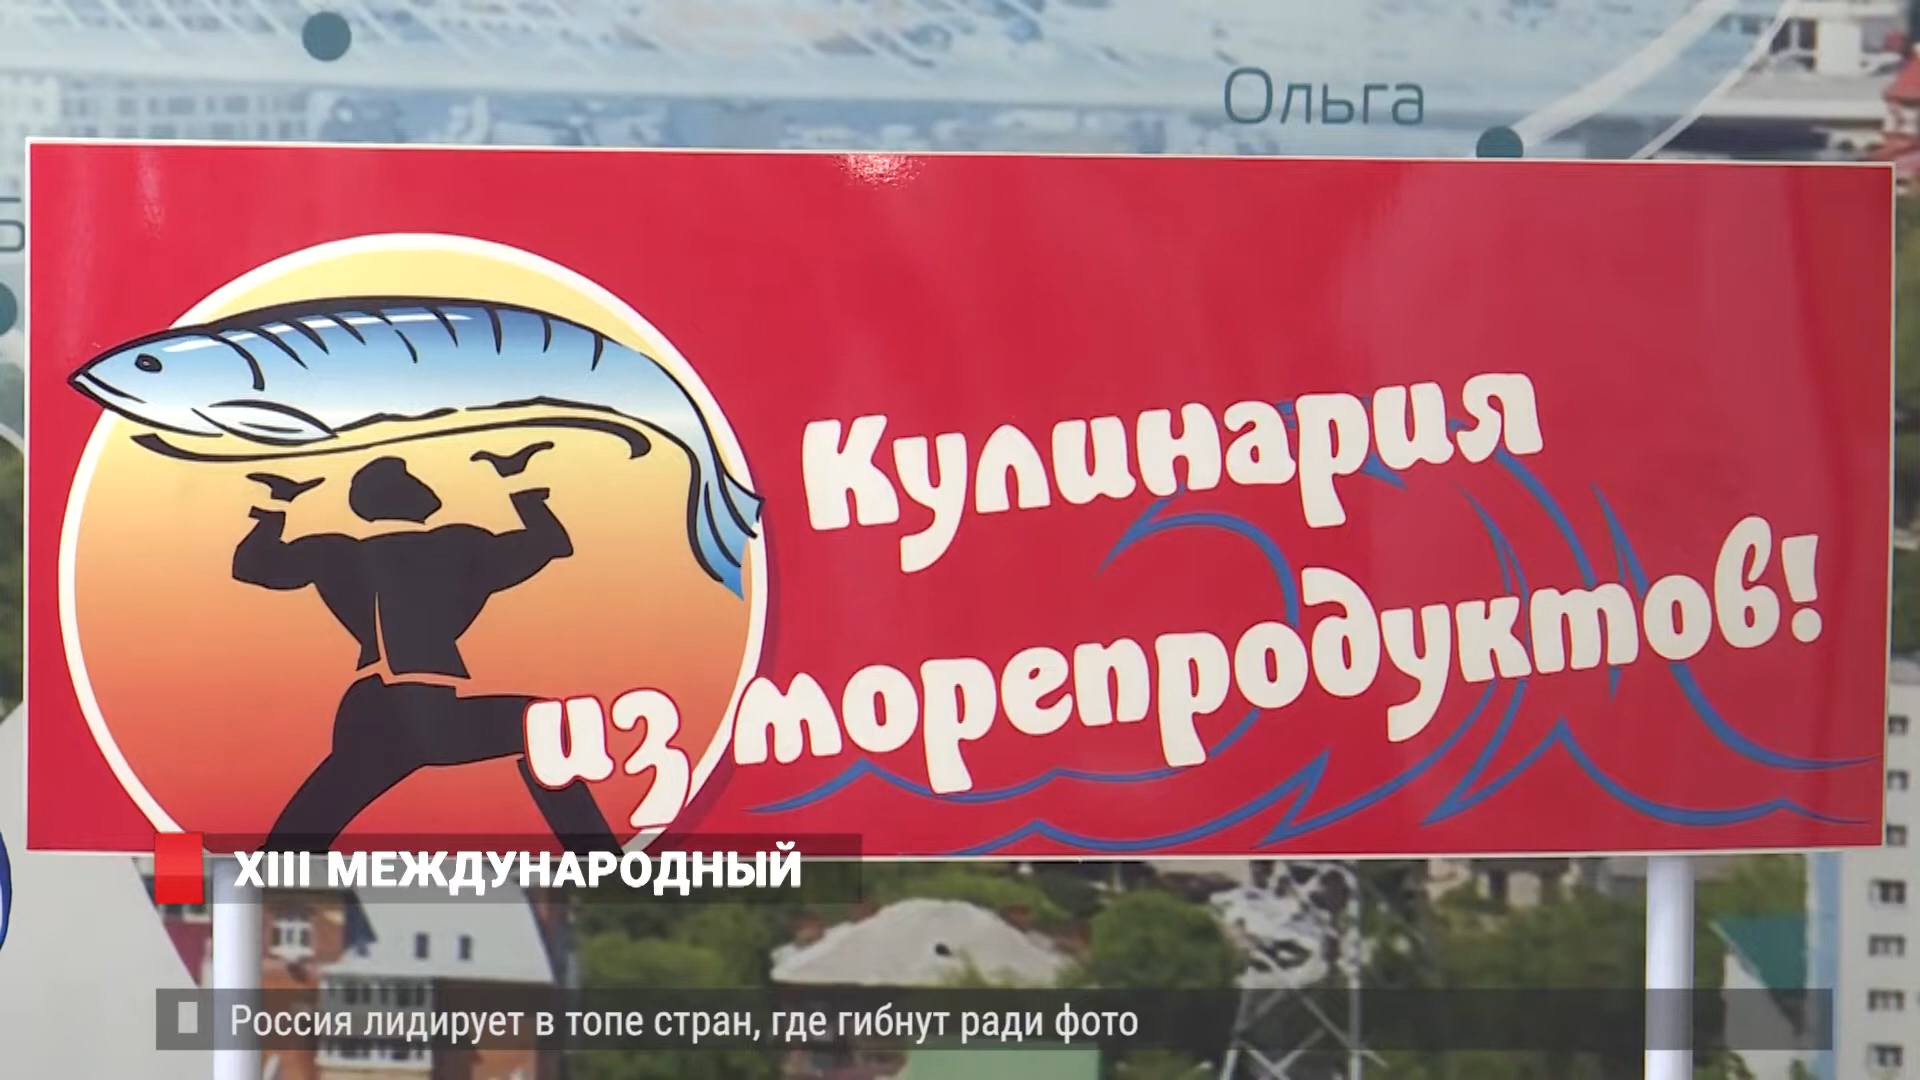 Ольга
Б
Кулинария
из морепродуктов!
XIII МЕЖДУНАРОДНЫЙ
Россия лидирует в топе стран, где гибнут ради фото